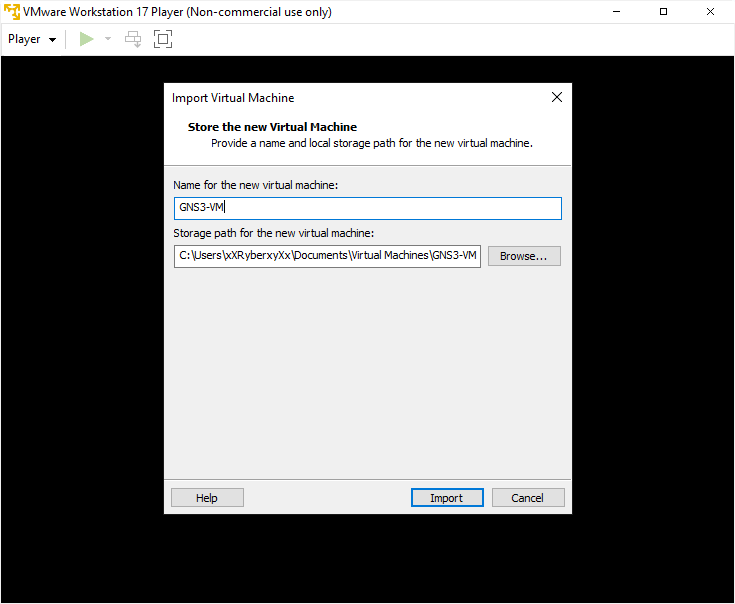 VMware Workstation 17 Player (Non-commercial use only)
Player
Import Virtual Machine
Store the new Virtual Machine
Provide a name and local storage path for the new virtual machine.
Name for the new virtual machine:
GNS3-VM
Storage path for the new virtual machine:
C:\Users\xXRyberxyXx\Documents\Virtual Machines\GNS3-VM
Browse...
Help
Import
Cancel